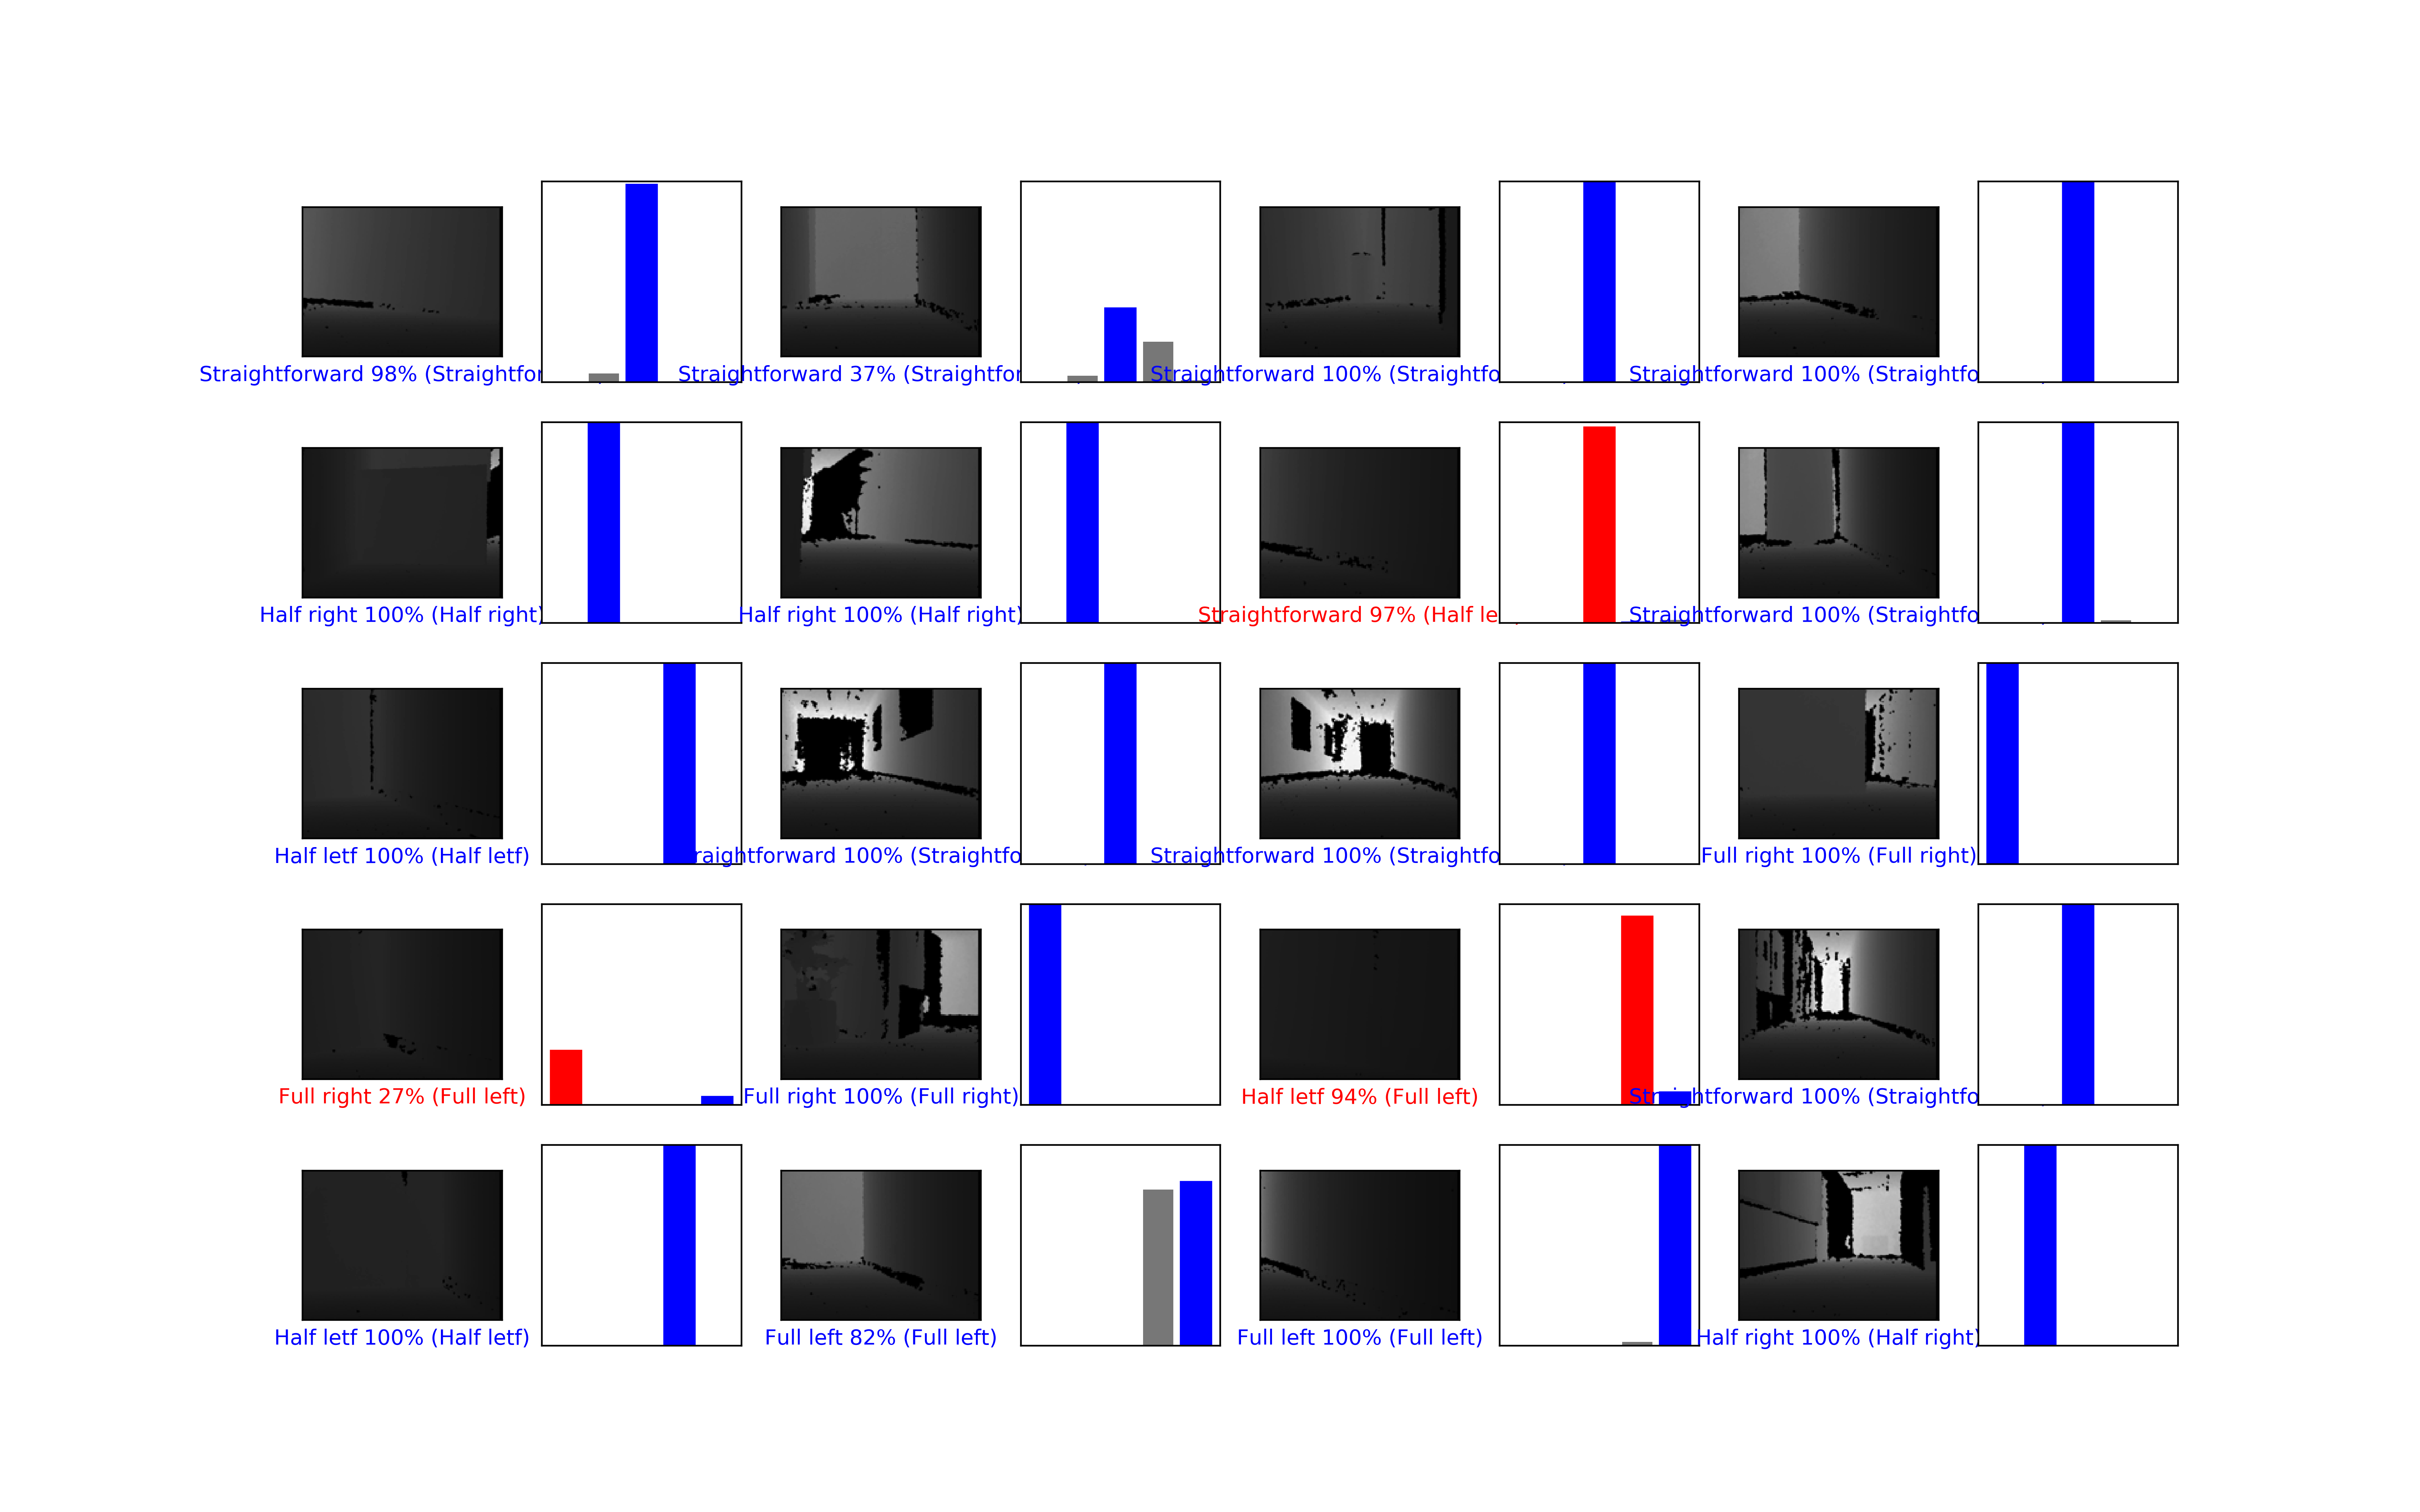 Straightforward 98% (Straightfor
Straightforward 37% (Straightfor
Straightforward 100% (Straightfo
Straightforward 100% (Straightfo
Half right 100% (Half right)
Half right 100% (Half right)
Straightforward 97% (Half le
Straightforward 100% (Straightfo
Half letf 100% (Half letf)
raightforward 100% (Straightfo
Straightforward 100% (Straightfo
Full right 100% (Full right)
Full right 27% (Full left)
Full right 100% (Full right)
Half letf 94% (Full left)
Straightforward 100% (Straightfo
Half letf 100% (Half letf)
Full left 82% (Full left)
Full left 100% (Full left)
Half right 100% (Half right)